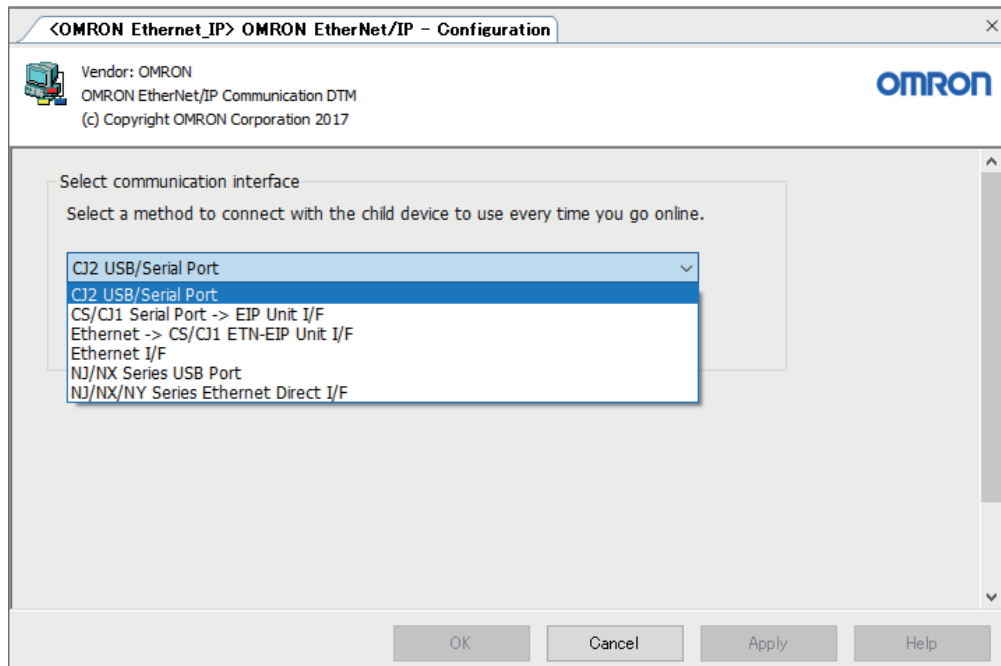 <OMRON Ethernet_IP> OMRON EtherNet/IP - Configuration
Vendor: OMRON
OMRON EtherNet/IP Communication DTM
(c) Copyright OMRON Corporation 2017
OMRON
Select communication interface
Select a method to connect with the child device to use every time you go online.
CJ2 USB/Serial Port
CJ2 USB/Serial Port
CS/CJ1 Serial Port -> EIP Unit I/F
Ethernet -> CS/CJ1 ETN-EIP Unit I/F
Ethernet I/F
NJ/NX Series USB Port
NJ/NX/NY Series Ethernet Direct I/F
OK Cancel Apply Help